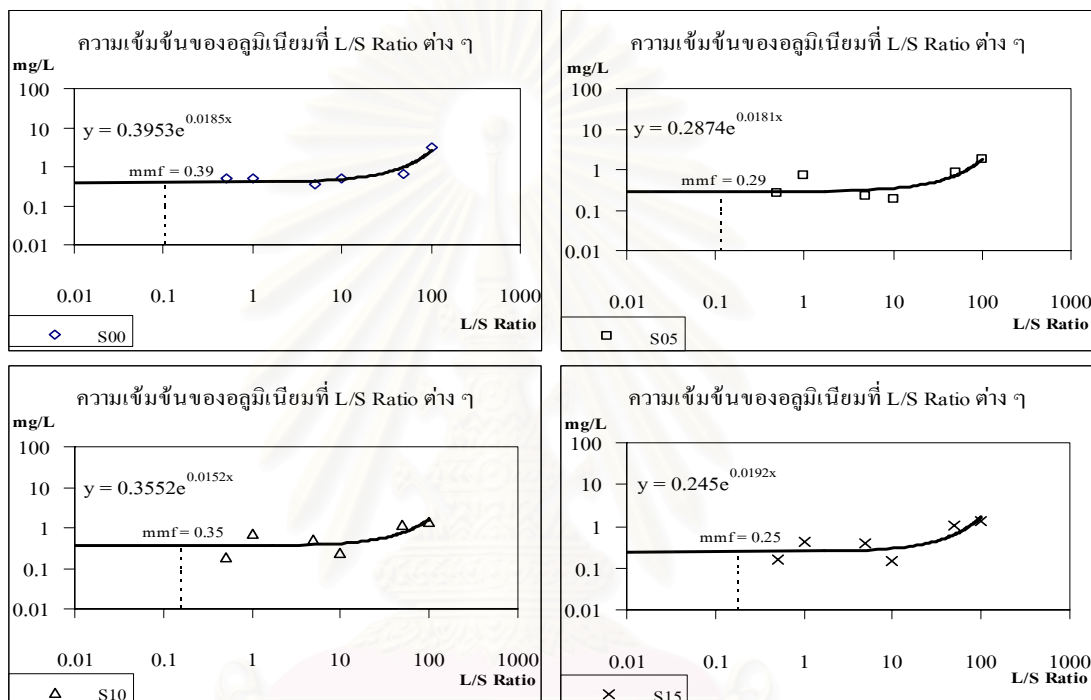 ความเข้มข้นของอลูมิเนียมที่ L/S Ratio ต่าง ๆ
mg/L
100
10
1
0.1
0.01
y = 0.3953e^0.0185x
mmf = 0.39
0.01 0.1 1 10 100 1000
L/S Ratio
S00
ความเข้มข้นของอลูมิเนียมที่ L/S Ratio ต่าง ๆ
mg/L
100
10
1
0.1
0.01
y = 0.2874e^0.0181x
mmf = 0.29
0.01 0.1 1 10 100 1000
L/S Ratio
S05
ความเข้มข้นของอลูมิเนียมที่ L/S Ratio ต่าง ๆ
mg/L
100
10
1
0.1
0.01
y = 0.3552e^0.0152x
mmf = 0.35
0.01 0.1 1 10 100 1000
L/S Ratio
S10
ความเข้มข้นของอลูมิเนียมที่ L/S Ratio ต่าง ๆ
mg/L
100
10
1
0.1
0.01
y = 0.245e^0.0192x
mmf = 0.25
0.01 0.1 1 10 100 1000
L/S Ratio
S15